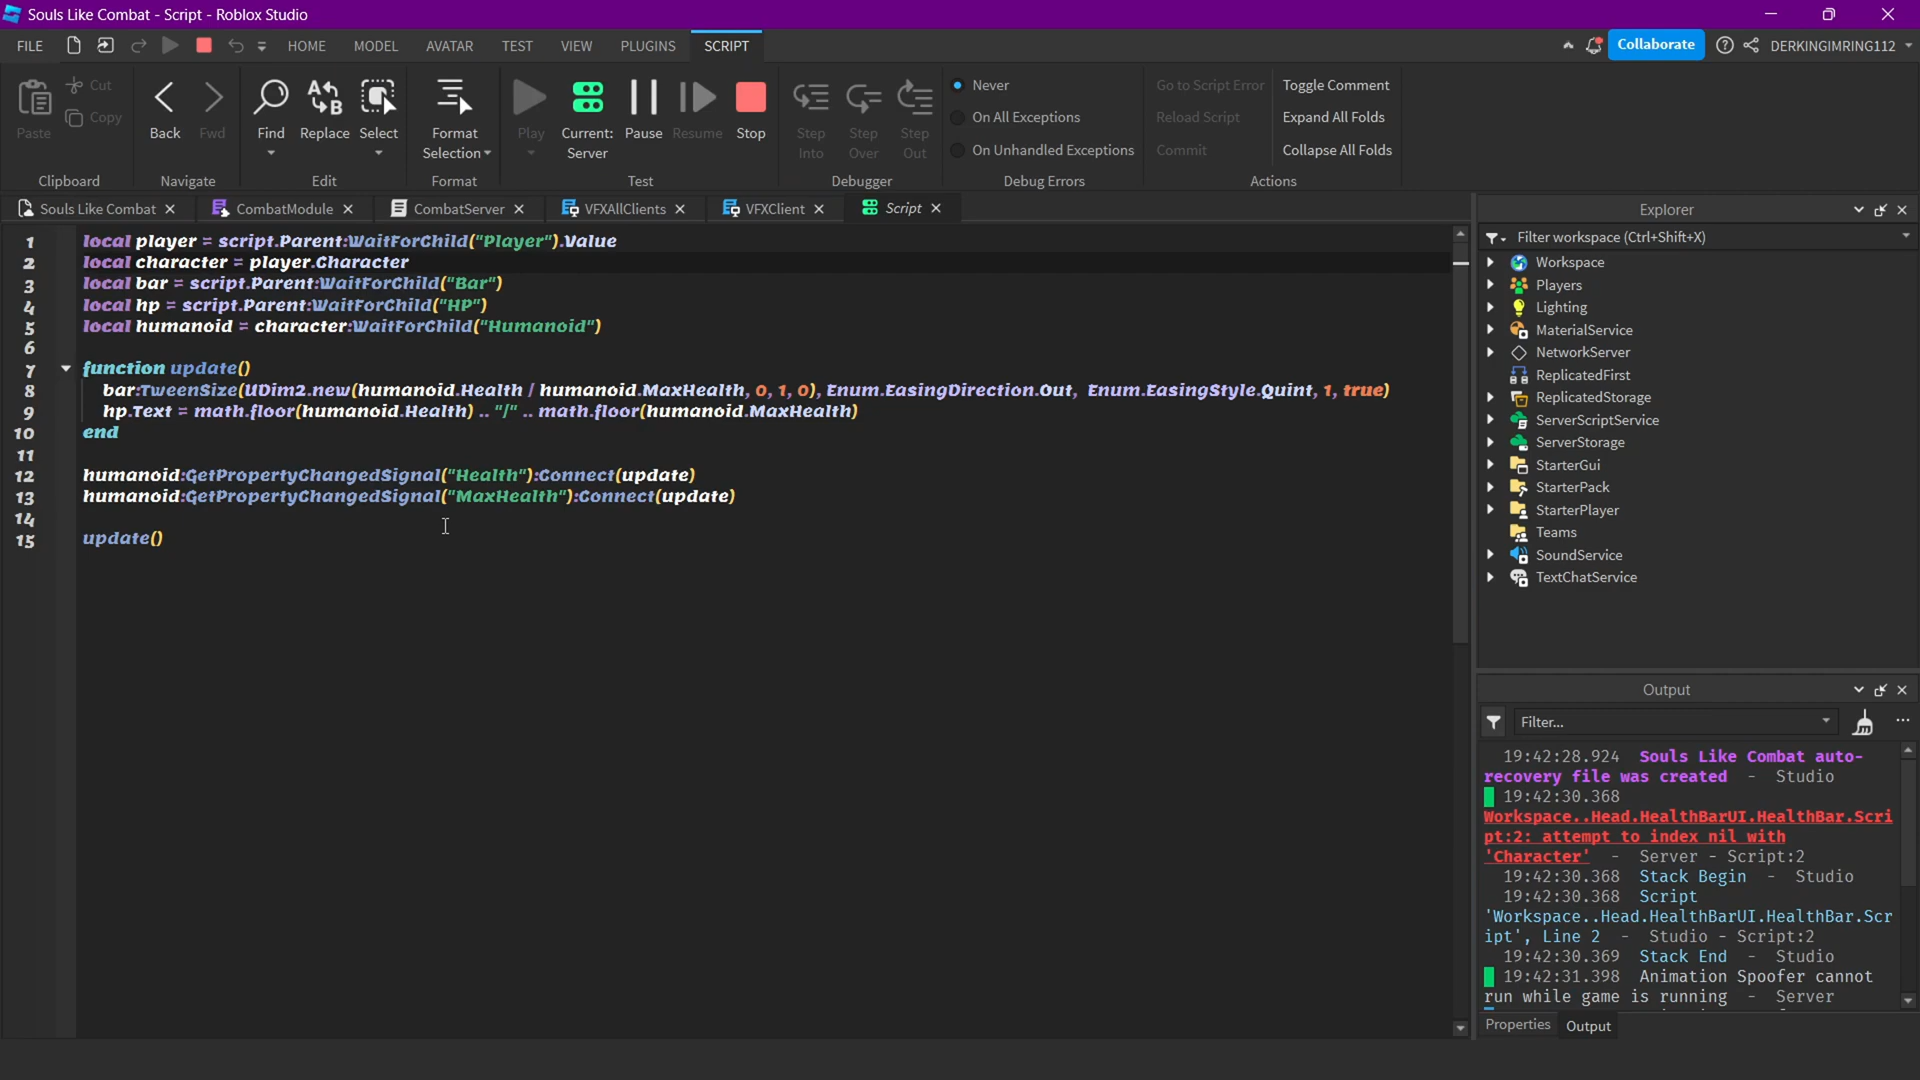 Souls Like Combat - Script - Roblox Studio
FILE HOME MODEL AVATAR TEST VIEW PLUGINS SCRIPT Collaborate DERKINGIMRING112
Paste Cut Copy
Clipboard
Back Fwd
Navigate
Find Replace Select
Edit
Format Selection
Format
Play Current: Server Pause Resume Stop
Test
Step Into Step Over Step Out
Debugger
Never
On All Exceptions
On Unhandled Exceptions
Debug Errors
Go to Script Error Toggle Comment
Reload Script Expand All Folds
Commit Collapse All Folds
Actions
Souls Like Combat CombatModule CombatServer VFXAllClients VFXClient Script
1 local player = script.Parent:WaitForChild("Player").Value
2 local character = player.Character
3 local bar = script.Parent:WaitForChild("Bar")
4 local hp = script.Parent:WaitForChild("HP")
5 local humanoid = character:WaitForChild("Humanoid")
6
7 function update()
8 bar:TweenSize(UDim2.new(humanoid.Health / humanoid.MaxHealth, 0, 1, 0), Enum.EasingDirection.Out, Enum.EasingStyle.Quint, 1, true)
9 hp.Text = math.floor(humanoid.Health) .. "/" .. math.floor(humanoid.MaxHealth)
10 end
11
12 humanoid:GetPropertyChangedSignal("Health"):Connect(update)
13 humanoid:GetPropertyChangedSignal("MaxHealth"):Connect(update)
14
15 update()
Explorer
Filter workspace (Ctrl+Shift+X)
Workspace
Players
Lighting
MaterialService
NetworkServer
ReplicatedFirst
ReplicatedStorage
ServerScriptService
ServerStorage
StarterGui
StarterPack
StarterPlayer
Teams
SoundService
TextChatService
Output
Filter...
19:42:28.924 Souls Like Combat auto-
recovery file was created - Studio
19:42:30.368
Workspace..Head.HealthBarUI.HealthBar.Scri
pt:2: attempt to index nil with
'Character' - Server - Script:2
19:42:30.368 Stack Begin - Studio
19:42:30.368 Script
'Workspace..Head.HealthBarUI.HealthBar.Scr
ipt', Line 2 - Studio - Script:2
19:42:30.369 Stack End - Studio
19:42:31.398 Animation Spoofer cannot
run while game is running - Server
Properties Output